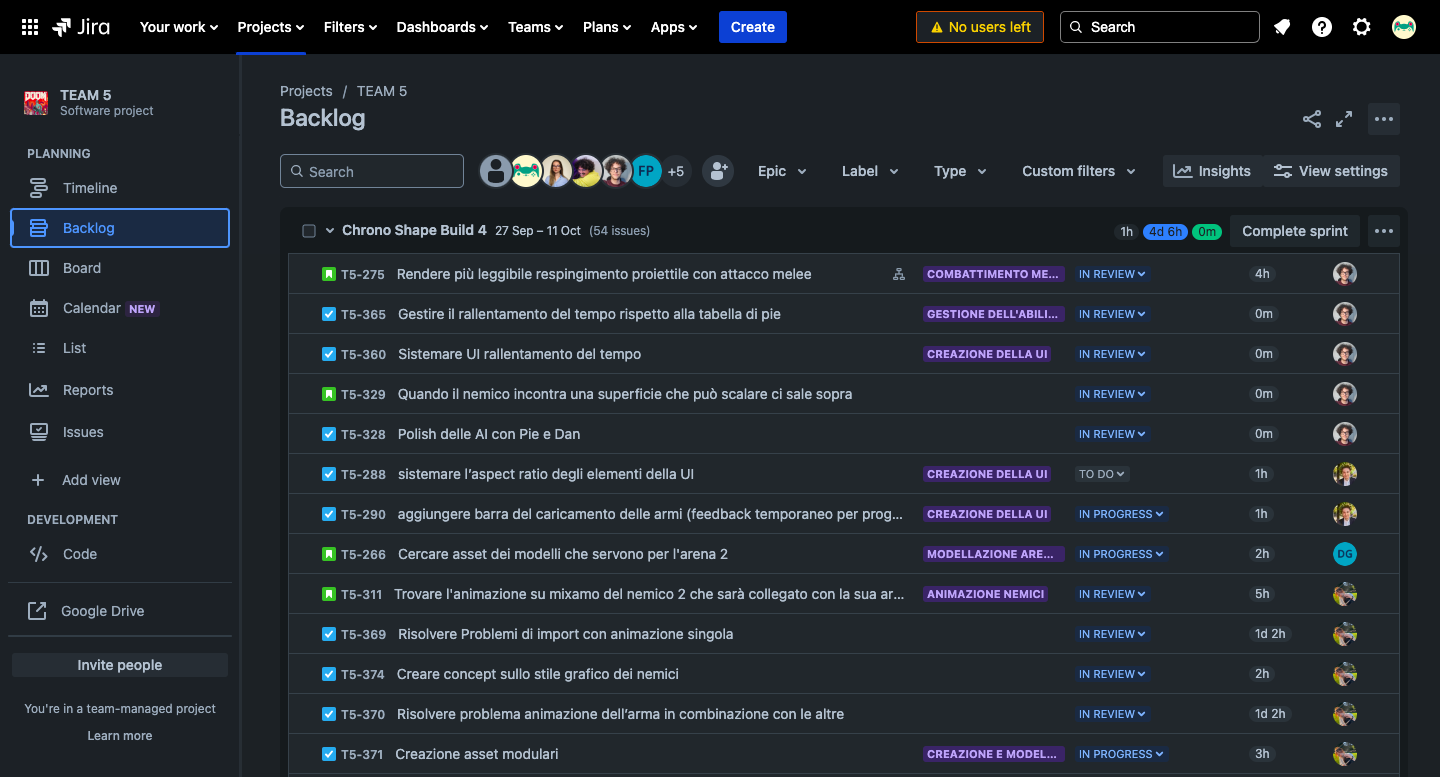 Jira Your work Projects Filters Dashboards Teams Plans Apps Create No users left Search
TEAM 5
Software project
PLANNING
Timeline
Backlog
Board
Calendar NEW
List
Reports
Issues
Add view
DEVELOPMENT
Code
Google Drive
Invite people
You're in a team-managed project
Learn more
Projects / TEAM 5
Backlog
Search FP +5 Epic Label Type Custom filters Insights View settings
Chrono Shape Build 4 27 Sep – 11 Oct (54 issues) 1h 4d 6h 0m Complete sprint
T5-275 Rendere più leggibile respingimento proiettile con attacco melee COMBATTIMENTO ME... IN REVIEW 4h
T5-365 Gestire il rallentamento del tempo rispetto alla tabella di pie GESTIONE DELL'ABILI... IN REVIEW 0m
T5-360 Sistemare UI rallentamento del tempo CREAZIONE DELLA UI IN REVIEW 0m
T5-329 Quando il nemico incontra una superficie che può scalare ci sale sopra IN REVIEW 0m
T5-328 Polish delle AI con Pie e Dan IN REVIEW 0m
T5-288 sistemare l’aspect ratio degli elementi della UI CREAZIONE DELLA UI TO DO 1h
T5-290 aggiungere barra del caricamento delle armi (feedback temporaneo per prog... CREAZIONE DELLA UI IN PROGRESS 1h
T5-266 Cercare asset dei modelli che servono per l'arena 2 MODELLAZIONE ARE... IN PROGRESS 2h DG
T5-311 Trovare l'animazione su mixamo del nemico 2 che sarà collegato con la sua ar... ANIMAZIONE NEMICI IN REVIEW 5h
T5-369 Risolvere Problemi di import con animazione singola IN REVIEW 1d 2h
T5-374 Creare concept sullo stile grafico dei nemici IN REVIEW 2h
T5-370 Risolvere problema animazione dell’arma in combinazione con le altre IN REVIEW 1d 2h
T5-371 Creazione asset modulari CREAZIONE E MODEL... IN PROGRESS 3h